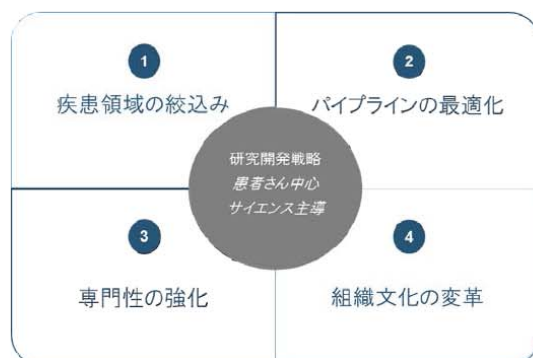 1
疾患領域の絞込み
2
パイプラインの最適化
研究開発戦略
患者さん中心
サイエンス主導
3
専門性の強化
4
組織文化の変革